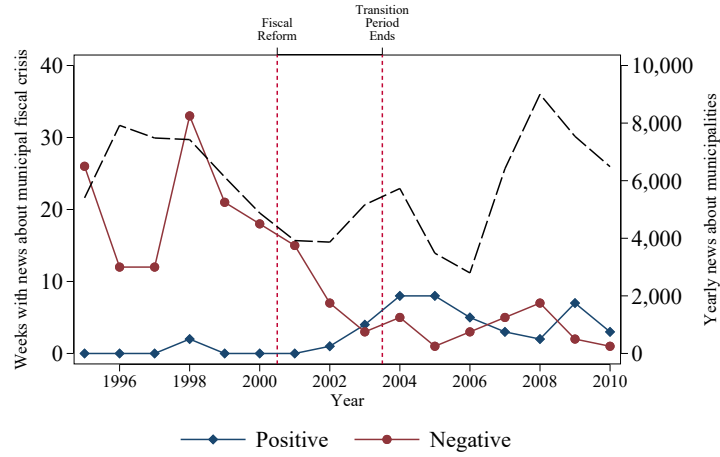 Fiscal
Reform
Transition
Period
Ends
Weeks with news about municipal fiscal crisis
40
30
20
10
0
10,000
8,000
6,000
4,000
2,000
0
Yearly news about municipalities
1996
1998
2000
2002
2004
2006
2008
2010
Year
Positive
Negative